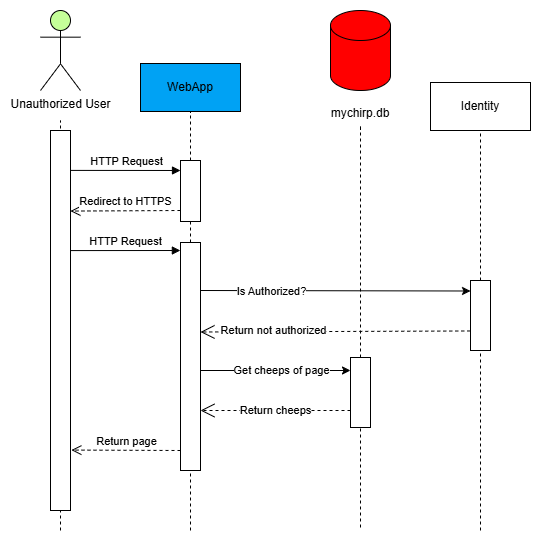 Unauthorized User
WebApp
mychirp.db
Identity
HTTP Request
Redirect to HTTPS
HTTP Request
Is Authorized?
Return not authorized
Get cheeps of page
Return cheeps
Return page